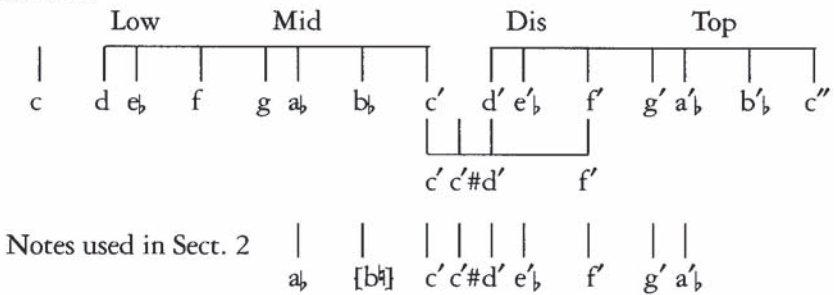 Low Mid Dis Top
c d e♭ f g a♭ b♭ c′ d′ e′♭ f′ g′ a′♭ b′♭ c″
c′ c′#d′ f′
Notes used in Sect. 2
a♭ {b♮} c′ c′#d′ e′♭ f′ g′ a′♭